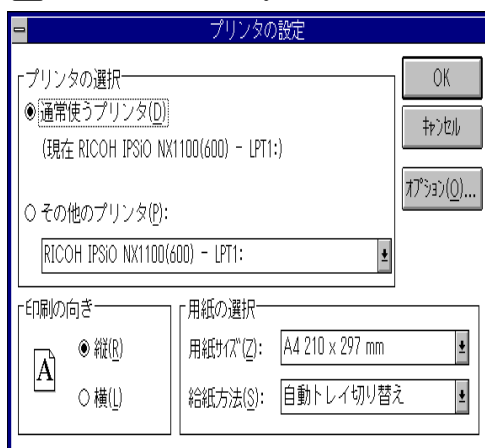 プリンタの設定
プリンタの選択
通常使うプリンタ(D)
(現在 RICOH IPSiO NX1100(600) - LPT1:)
その他のプリンタ(P):
RICOH IPSiO NX1100(600) - LPT1:
OK
ｷｬﾝｾﾙ
ｵﾌﾟｼｮﾝ(O)...
印刷の向き
A
縦(R)
横(L)
用紙の選択
用紙ｻｲｽﾞ(Z): A4 210 x 297 mm
給紙方法(S): 自動トレイ切り替え